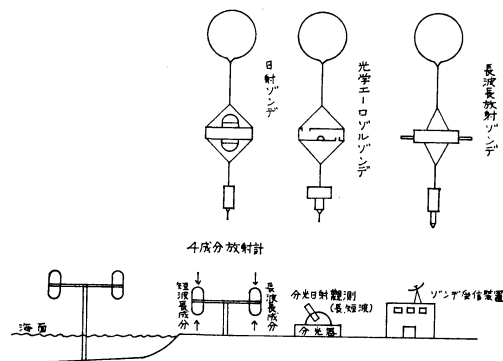 日射ゾンデ
光学エーロゾルゾンデ
長波長放射ゾンデ
4成分放射計
短波長成分
長波長成分
分光日射観測
(長,短波)
分光器
ゾンデ受信装置
海面